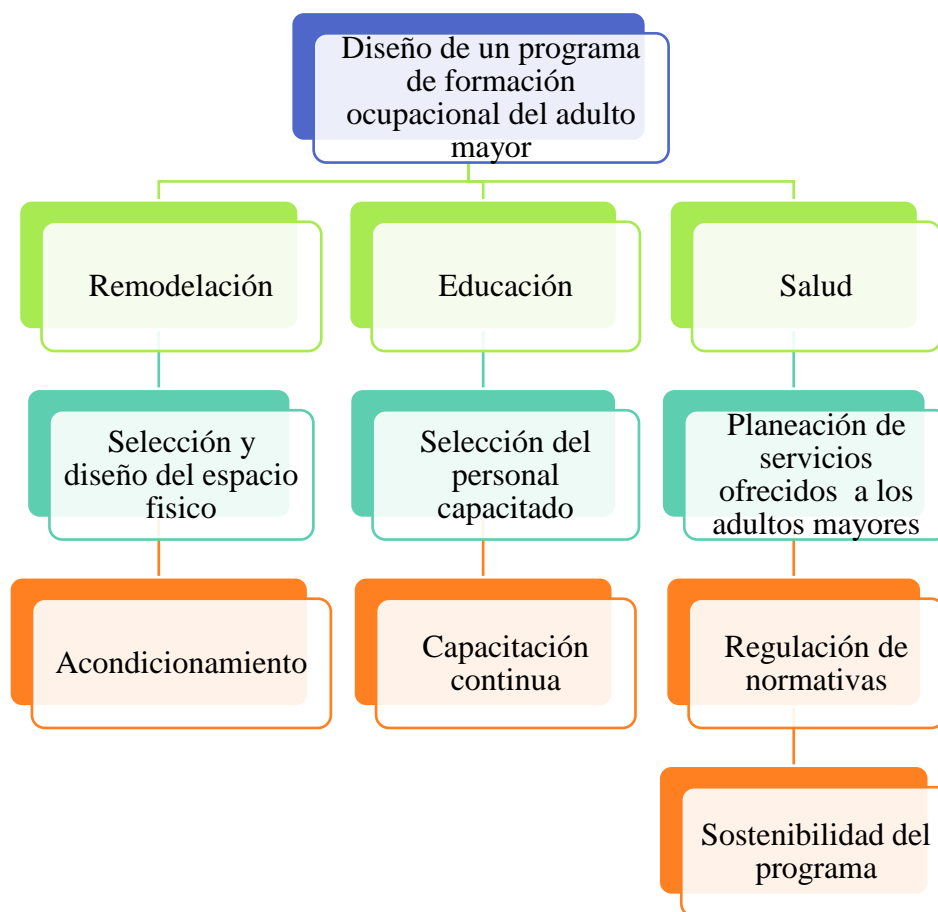 Diseño de un programa
de formación
ocupacional del adulto
mayor
Remodelación
Educación
Salud
Selección y
diseño del espacio
fisico
Selección del
personal
capacitado
Planeación de
servicios
ofrecidos a los
adultos mayores
Acondicionamiento
Capacitación
continua
Regulación de
normativas
Sostenibilidad del
programa